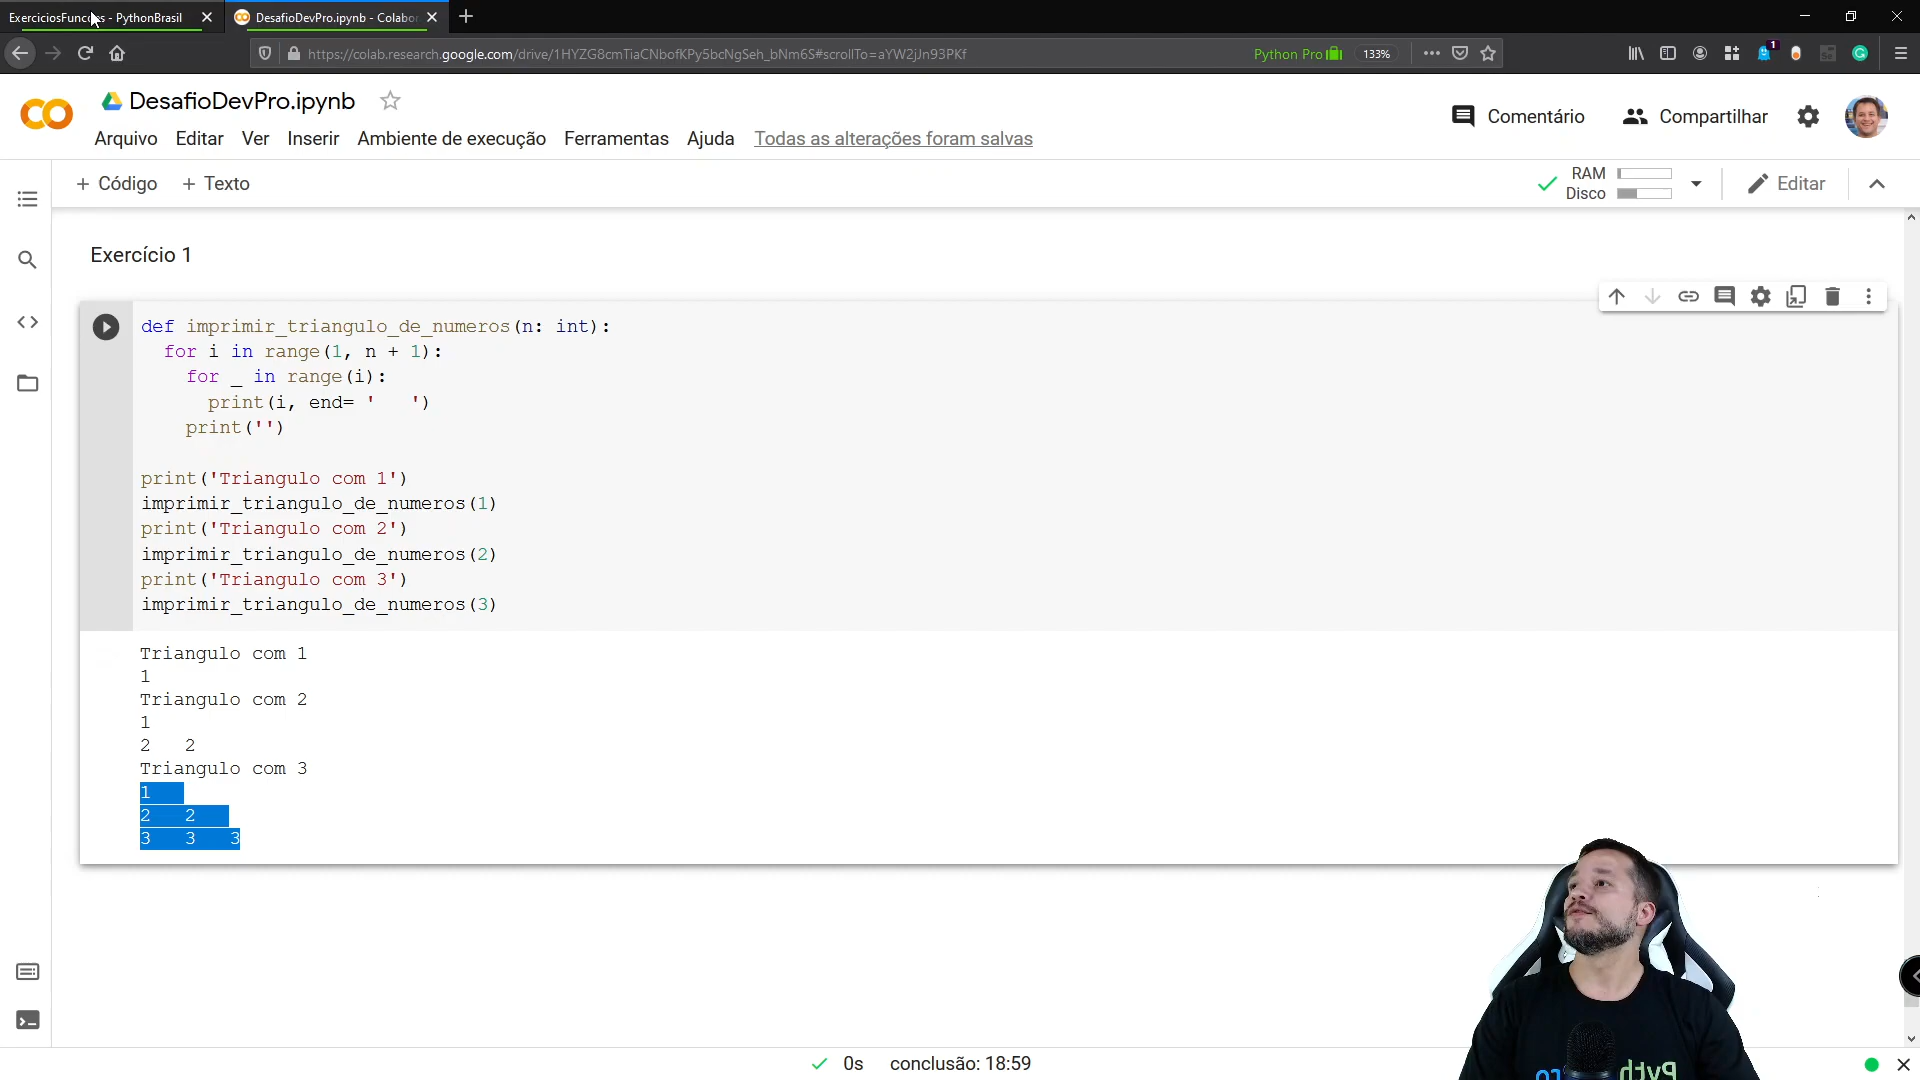 ExerciciosFuncoes - PythonBrasil
DesafioDevPro.ipynb - Colabor
https://colab.research.google.com/drive/1HYZG8cmTiaCNbofKPy5bcNgSeh_bNm6S#scrollTo=aYW2jJn93PKf
Python Pro
133%
1
DesafioDevPro.ipynb
Comentário
Compartilhar
Arquivo Editar Ver Inserir Ambiente de execução Ferramentas Ajuda Todas as alterações foram salvas
+ Código + Texto
RAM
Disco
Editar
Exercício 1
def imprimir_triangulo_de_numeros(n: int):
  for i in range(1, n + 1):
    for _ in range(i):
      print(i, end= '   ')
    print('')
print('Triangulo com 1')
imprimir_triangulo_de_numeros(1)
print('Triangulo com 2')
imprimir_triangulo_de_numeros(2)
print('Triangulo com 3')
imprimir_triangulo_de_numeros(3)
Triangulo com 1
1
Triangulo com 2
1
2   2
Triangulo com 3
1
2   2
3   3   3
0s conclusão: 18:59